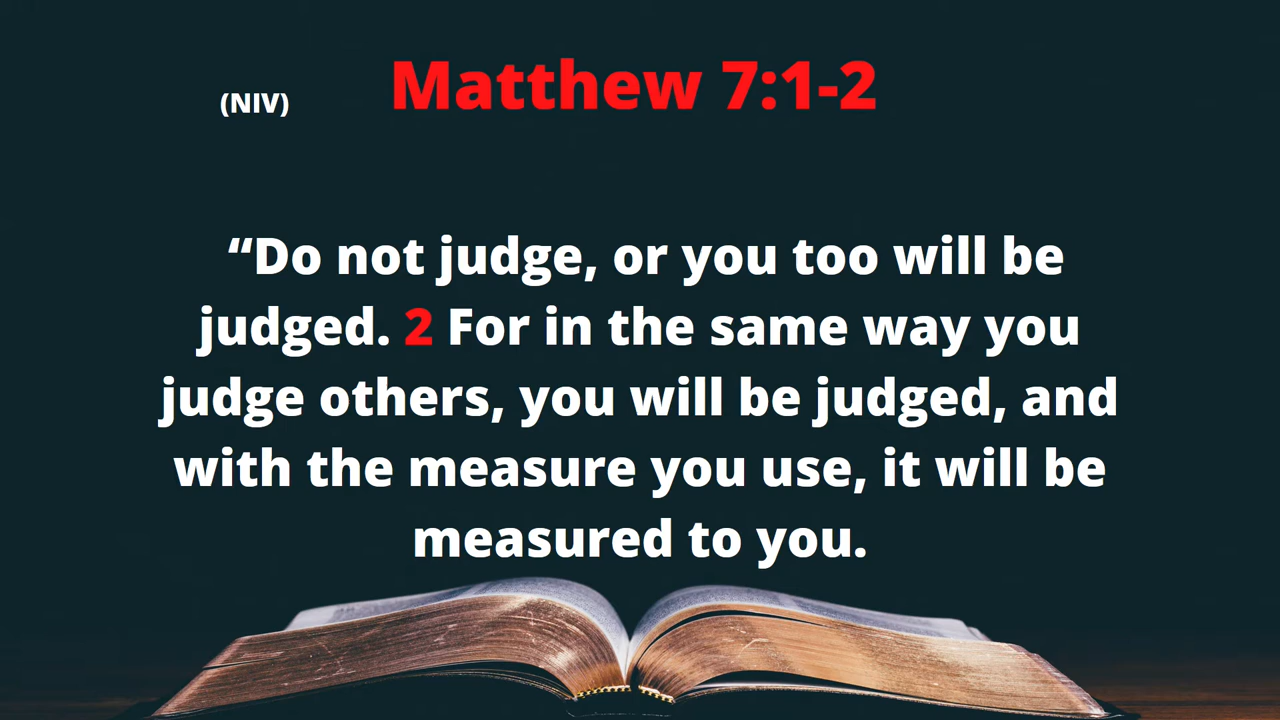 (NIV) Matthew 7:1-2
“Do not judge, or you too will be
judged. 2 For in the same way you
judge others, you will be judged, and
with the measure you use, it will be
measured to you.